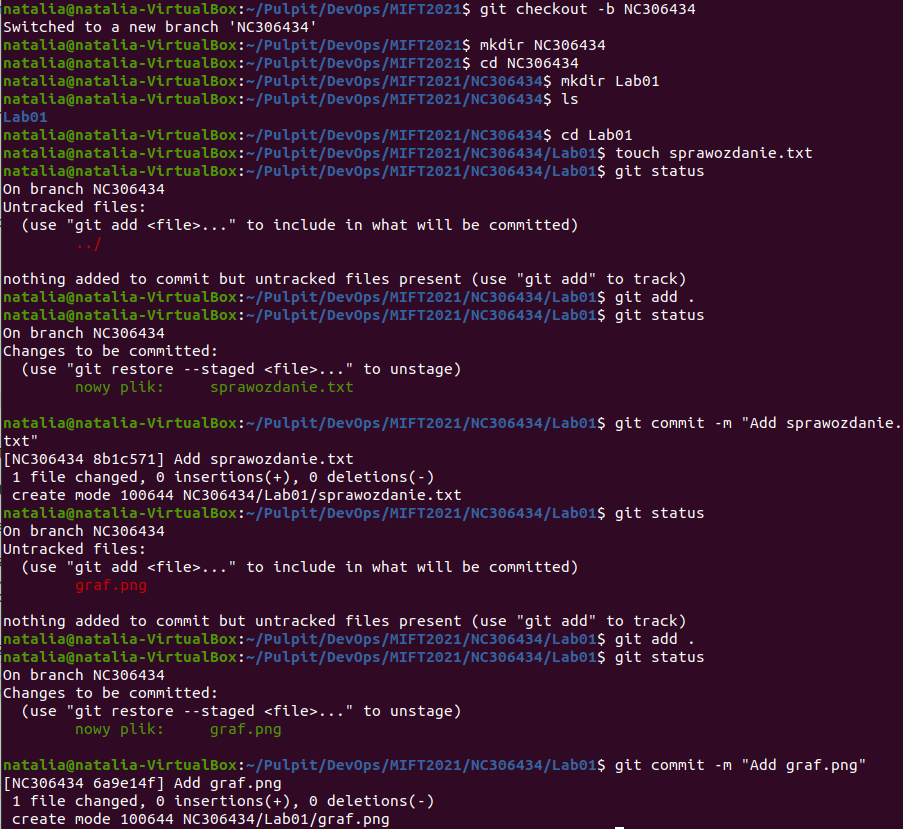 natalia@natalia-VirtualBox:~/Pulpit/DevOps/MIFT2021$ git checkout -b NC306434
Switched to a new branch 'NC306434'
natalia@natalia-VirtualBox:~/Pulpit/DevOps/MIFT2021$ mkdir NC306434
natalia@natalia-VirtualBox:~/Pulpit/DevOps/MIFT2021$ cd NC306434
natalia@natalia-VirtualBox:~/Pulpit/DevOps/MIFT2021/NC306434$ mkdir Lab01
natalia@natalia-VirtualBox:~/Pulpit/DevOps/MIFT2021/NC306434$ ls
Lab01
natalia@natalia-VirtualBox:~/Pulpit/DevOps/MIFT2021/NC306434$ cd Lab01
natalia@natalia-VirtualBox:~/Pulpit/DevOps/MIFT2021/NC306434/Lab01$ touch sprawozdanie.txt
natalia@natalia-VirtualBox:~/Pulpit/DevOps/MIFT2021/NC306434/Lab01$ git status
On branch NC306434
Untracked files:
  (use "git add <file>..." to include in what will be committed)
        ../

nothing added to commit but untracked files present (use "git add" to track)
natalia@natalia-VirtualBox:~/Pulpit/DevOps/MIFT2021/NC306434/Lab01$ git add .
natalia@natalia-VirtualBox:~/Pulpit/DevOps/MIFT2021/NC306434/Lab01$ git status
On branch NC306434
Changes to be committed:
  (use "git restore --staged <file>..." to unstage)
        nowy plik:     sprawozdanie.txt

natalia@natalia-VirtualBox:~/Pulpit/DevOps/MIFT2021/NC306434/Lab01$ git commit -m "Add sprawozdanie.
txt"
[NC306434 8b1c571] Add sprawozdanie.txt
 1 file changed, 0 insertions(+), 0 deletions(-)
 create mode 100644 NC306434/Lab01/sprawozdanie.txt
natalia@natalia-VirtualBox:~/Pulpit/DevOps/MIFT2021/NC306434/Lab01$ git status
On branch NC306434
Untracked files:
  (use "git add <file>..." to include in what will be committed)
        graf.png

nothing added to commit but untracked files present (use "git add" to track)
natalia@natalia-VirtualBox:~/Pulpit/DevOps/MIFT2021/NC306434/Lab01$ git add .
natalia@natalia-VirtualBox:~/Pulpit/DevOps/MIFT2021/NC306434/Lab01$ git status
On branch NC306434
Changes to be committed:
  (use "git restore --staged <file>..." to unstage)
        nowy plik:     graf.png

natalia@natalia-VirtualBox:~/Pulpit/DevOps/MIFT2021/NC306434/Lab01$ git commit -m "Add graf.png"
[NC306434 6a9e14f] Add graf.png
 1 file changed, 0 insertions(+), 0 deletions(-)
 create mode 100644 NC306434/Lab01/graf.png